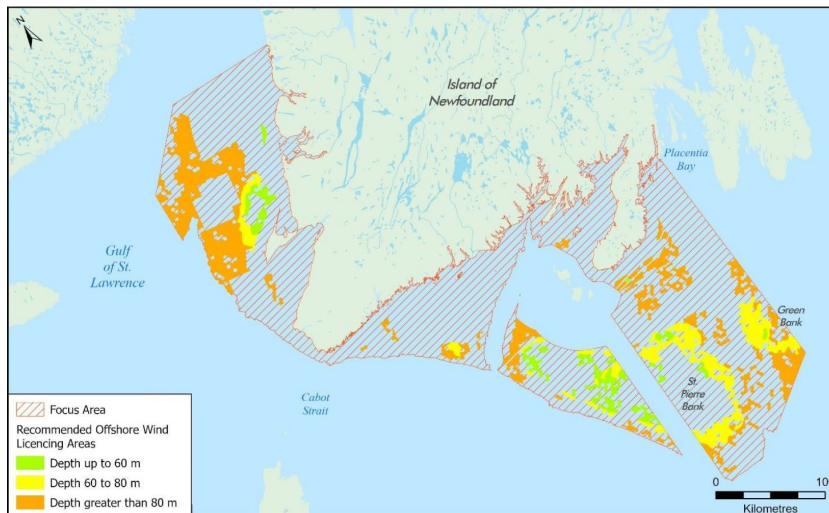 N
Island of
Newfoundland
Placentia
Bay
Gulf
of St.
Lawrence
Green
Bank
St.
Pierre
Bank
Cabot
Strait
Focus Area
Recommended Offshore Wind
Licencing Areas
Depth up to 60 m
Depth 60 to 80 m
Depth greater than 80 m
0 100
Kilometres